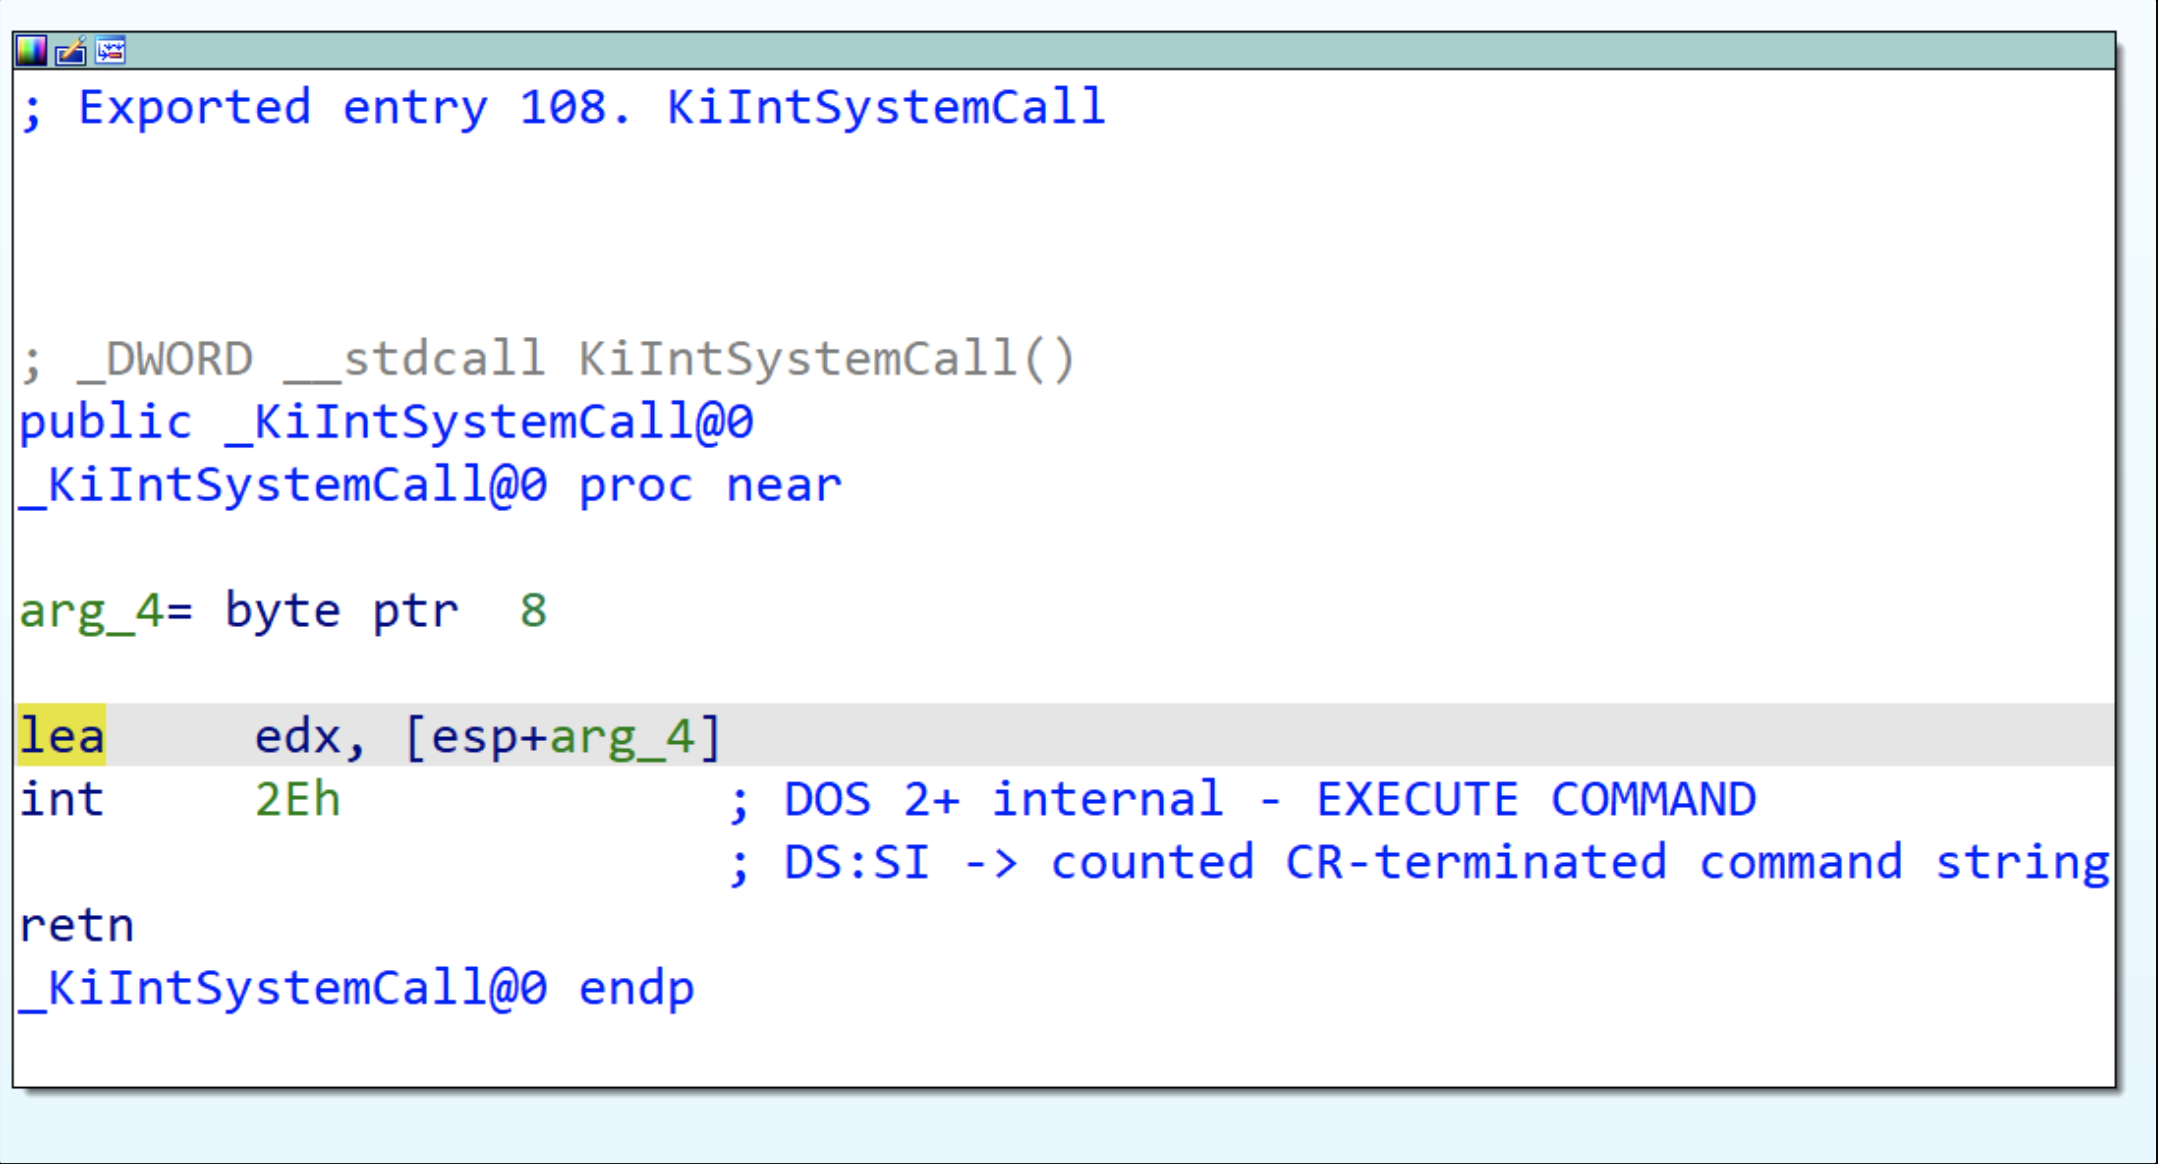 ; Exported entry 108. KiIntSystemCall
; _DWORD __stdcall KiIntSystemCall()
public _KiIntSystemCall@0
_KiIntSystemCall@0 proc near
arg_4= byte ptr  8
lea     edx, [esp+arg_4]
int     2Eh             ; DOS 2+ internal - EXECUTE COMMAND
; DS:SI -> counted CR-terminated command string
retn
_KiIntSystemCall@0 endp